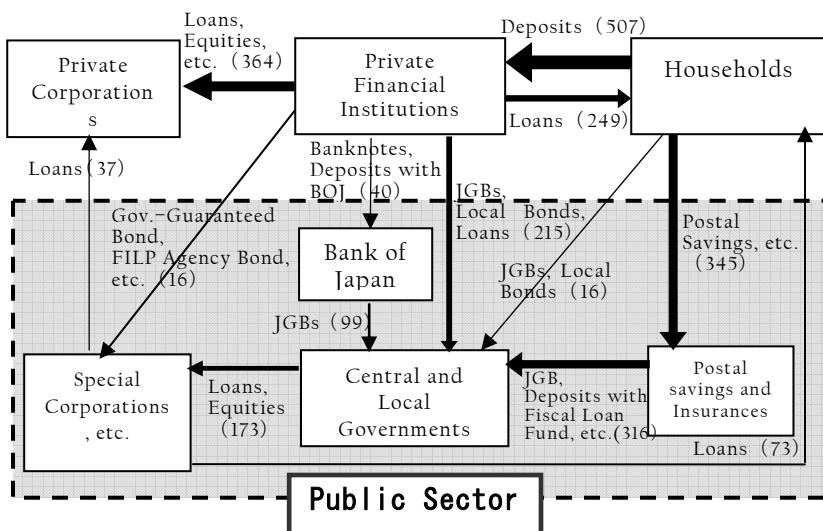 Loans,
Equities,
etc. (364)
Deposits (507)
Private
Corporation
s
Private
Financial
Institutions
Households
Loans (249)
Loans (37)
Banknotes,
Deposits with
BOJ (40)
JGBs,
Local Bonds,
Loans (215)
Gov.-Guaranteed
Bond,
FILP Agency Bond,
etc. (16)
Postal
Savings, etc.
(345)
Bank of
Japan
JGBs, Local
Bonds (16)
JGBs (99)
Special
Corporations
, etc.
Loans,
Equities
(173)
Central and
Local
Governments
JGB,
Deposits with
Fiscal Loan
Fund, etc.(316)
Postal
savings and
Insurances
Loans (73)
Public Sector